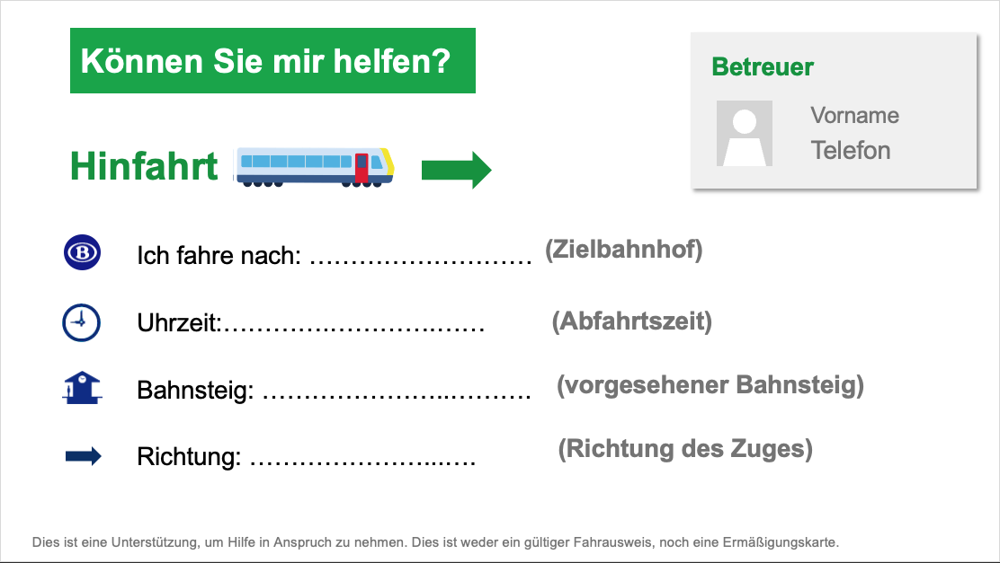 Können Sie mir helfen?
Betreuer
Vorname
Telefon
Hinfahrt
B
Ich fahre nach: ……………………… (Zielbahnhof)
Uhrzeit:…………..………….…… (Abfahrtszeit)
Bahnsteig: …………………...………. (vorgesehener Bahnsteig)
Richtung: …………………...…. (Richtung des Zuges)
Dies ist eine Unterstützung, um Hilfe in Anspruch zu nehmen. Dies ist weder ein gültiger Fahrausweis, noch eine Ermäßigungskarte.